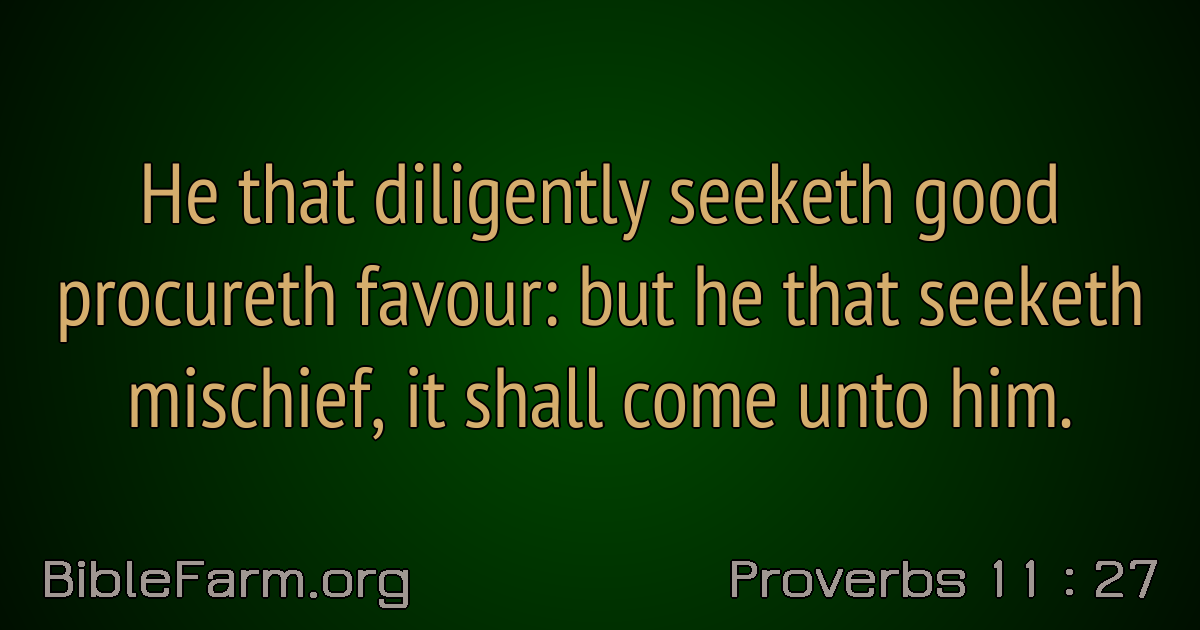 He that diligently seeketh good
procureth favour: but he that seeketh
mischief, it shall come unto him.
BibleFarm.org
Proverbs 11 : 27